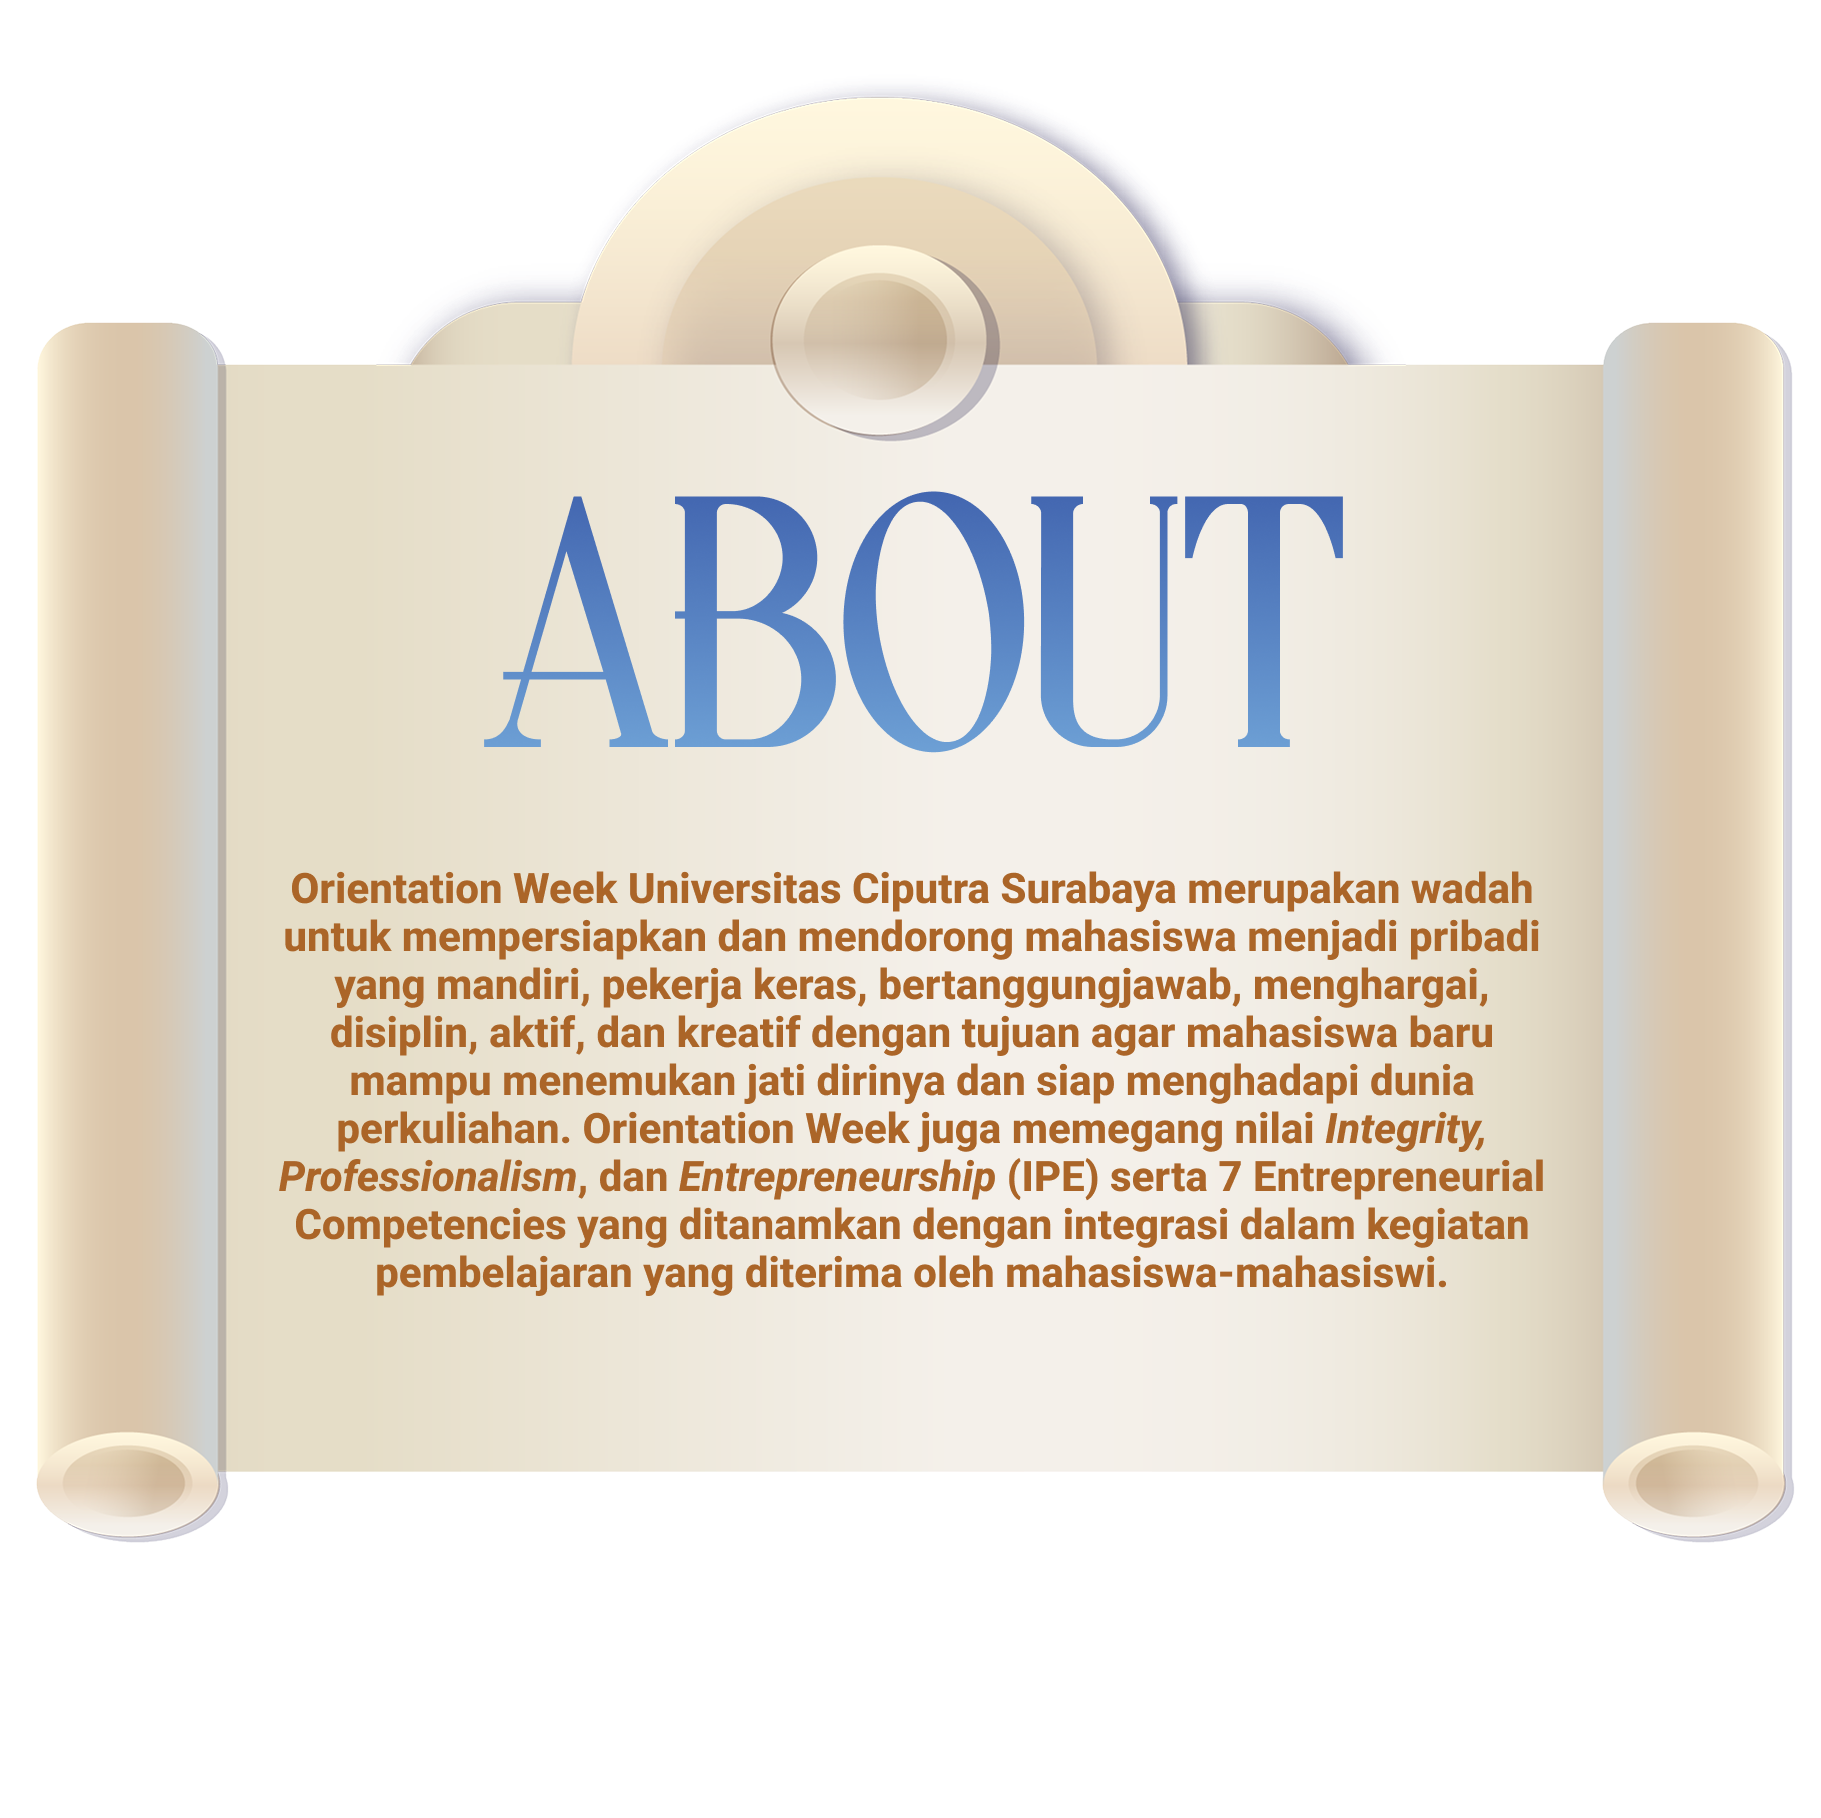 ABOUT
Orientation Week Universitas Ciputra Surabaya merupakan wadah
untuk mempersiapkan dan mendorong mahasiswa menjadi pribadi
yang mandiri, pekerja keras, bertanggungjawab, menghargai,
disiplin, aktif, dan kreatif dengan tujuan agar mahasiswa baru
mampu menemukan jati dirinya dan siap menghadapi dunia
perkuliahan. Orientation Week juga memegang nilai Integrity,
Professionalism, dan Entrepreneurship (IPE) serta 7 Entrepreneurial
Competencies yang ditanamkan dengan integrasi dalam kegiatan
pembelajaran yang diterima oleh mahasiswa-mahasiswi.